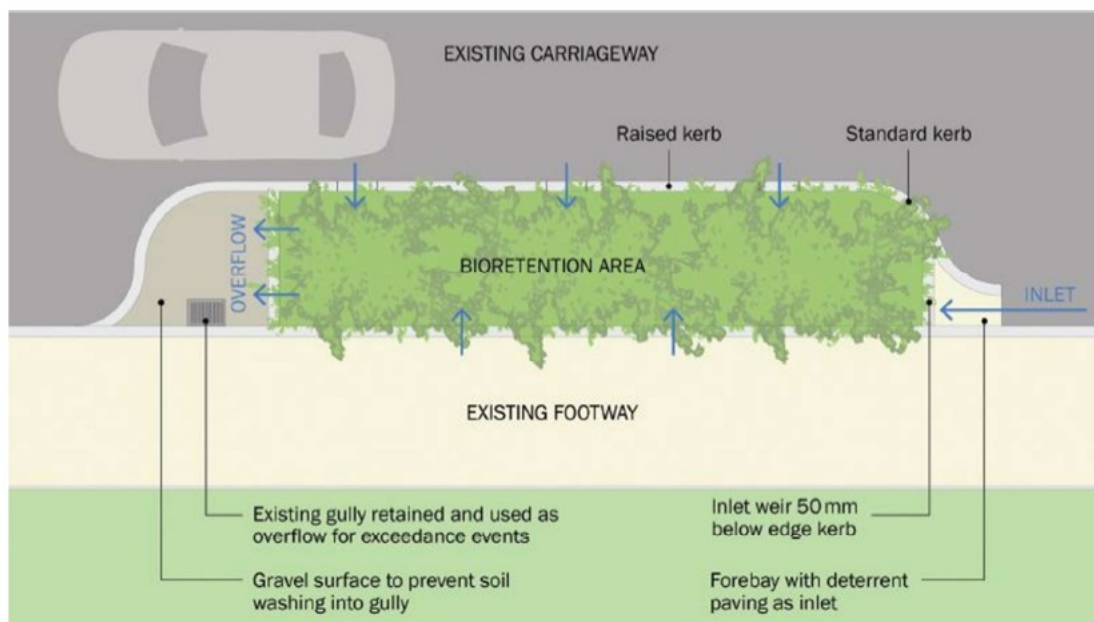 EXISTING CARRIAGEWAY
Raised kerb
Standard kerb
OVERFLOW
BIORETENTION AREA
INLET
EXISTING FOOTWAY
Existing gully retained and used as
overflow for exceedance events
Gravel surface to prevent soil
washing into gully
Inlet weir 50mm
below edge kerb
Forebay with deterrent
paving as inlet